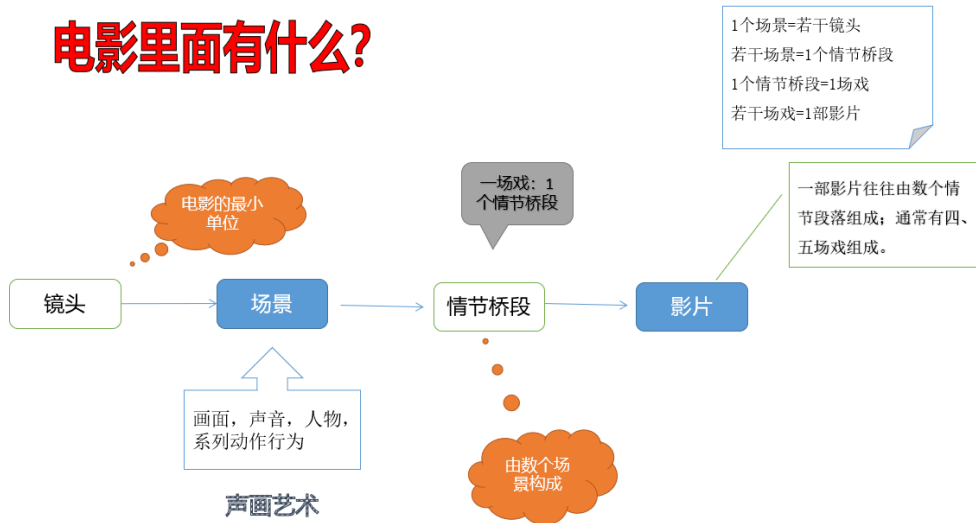 电影里面有什么?
1个场景=若干镜头
若干场景=1个情节桥段
1个情节桥段=1场戏
若干场戏=1部影片
一场戏：1
个情节桥段
电影的最小
单位
一部影片往往由数个情
节段落组成；通常有四、
五场戏组成。
镜头
场景
情节桥段
影片
画面，声音，人物，
系列动作行为
由数个场
景构成
声画艺术